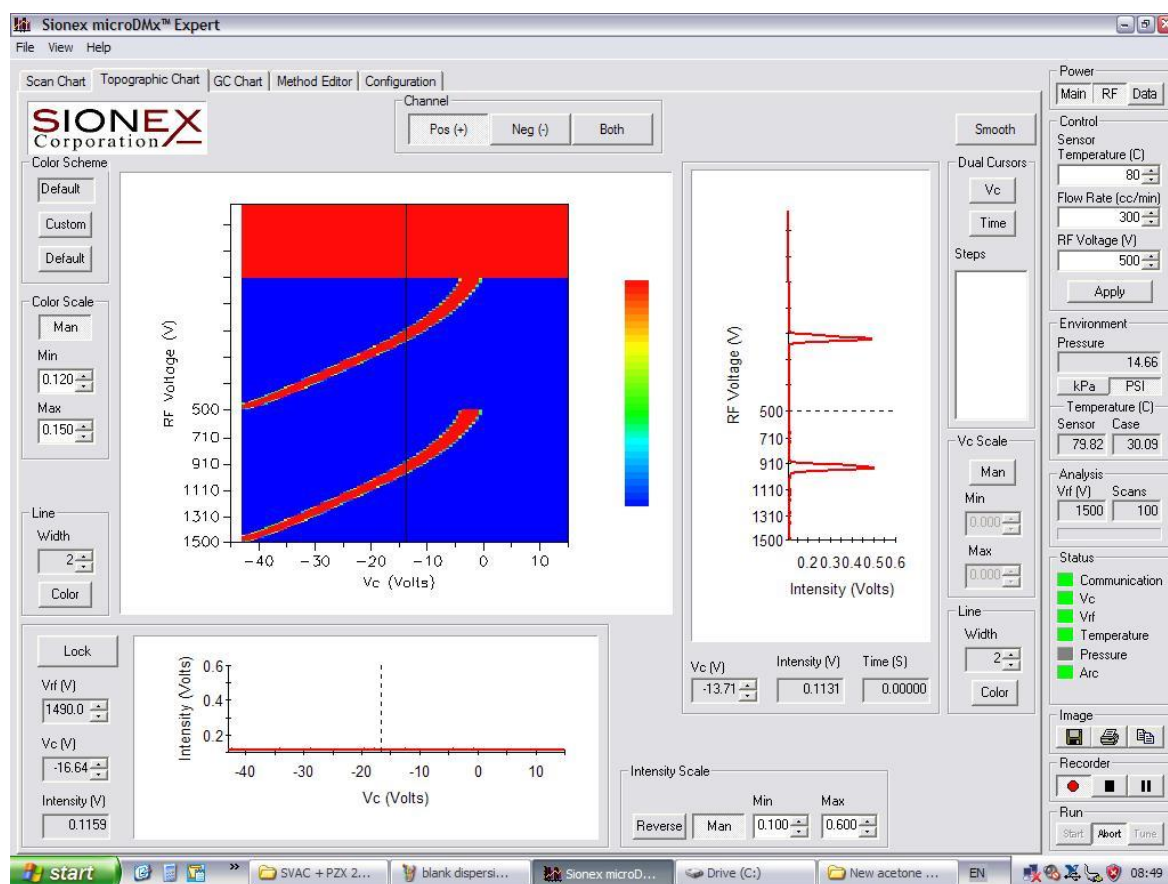 Sionex microDMx™ Expert
File View Help
Scan Chart Topographic Chart GC Chart Method Editor Configuration
SIONEX
Corporation
Channel
Pos (+) Neg (-) Both
Smooth
Color Scheme
Default
Custom
Default
Color Scale
Man
Min
0.120
Max
0.150
Line
Width
2
Color
RF Voltage (V)
500
710
910
1110
1310
1500
-40 -30 -20 -10 0 10
Vc (Volts)
RF Voltage (V)
500
710
910
1110
1310
1500
0.2 0.3 0.4 0.5 0.6
Intensity (Volts)
Vc (V) Intensity (V) Time (S)
-13.71 0.1131 0.00000
Dual Cursors
Vc
Time
Steps
Vc Scale
Man
Min
0.000
Max
0.000
Line
Width
2
Color
Lock
Vrf (V)
1490.0
Vc (V)
-16.64
Intensity (V)
0.1159
Intensity (Volts)
0.6
0.4
0.2
-40 -30 -20 -10 0 10
Vc (Volts)
Intensity Scale
Min Max
Reverse Man 0.100 0.600
Power
Main RF Data
Control
Sensor
Temperature (C)
80
Flow Rate (cc/min)
300
RF Voltage (V)
500
Apply
Environment
Pressure
14.66
kPa PSI
Temperature (C)
Sensor Case
79.82 30.09
Analysis
Vrf (V) Scans
1500 100
Status
Communication
Vc
Vrf
Temperature
Pressure
Arc
Image
Recorder
Run
Start Abort Tune
start » SVAC + PZX 2... blank dispersi... Sionex microD... Drive (C:) New acetone ... EN 08:49